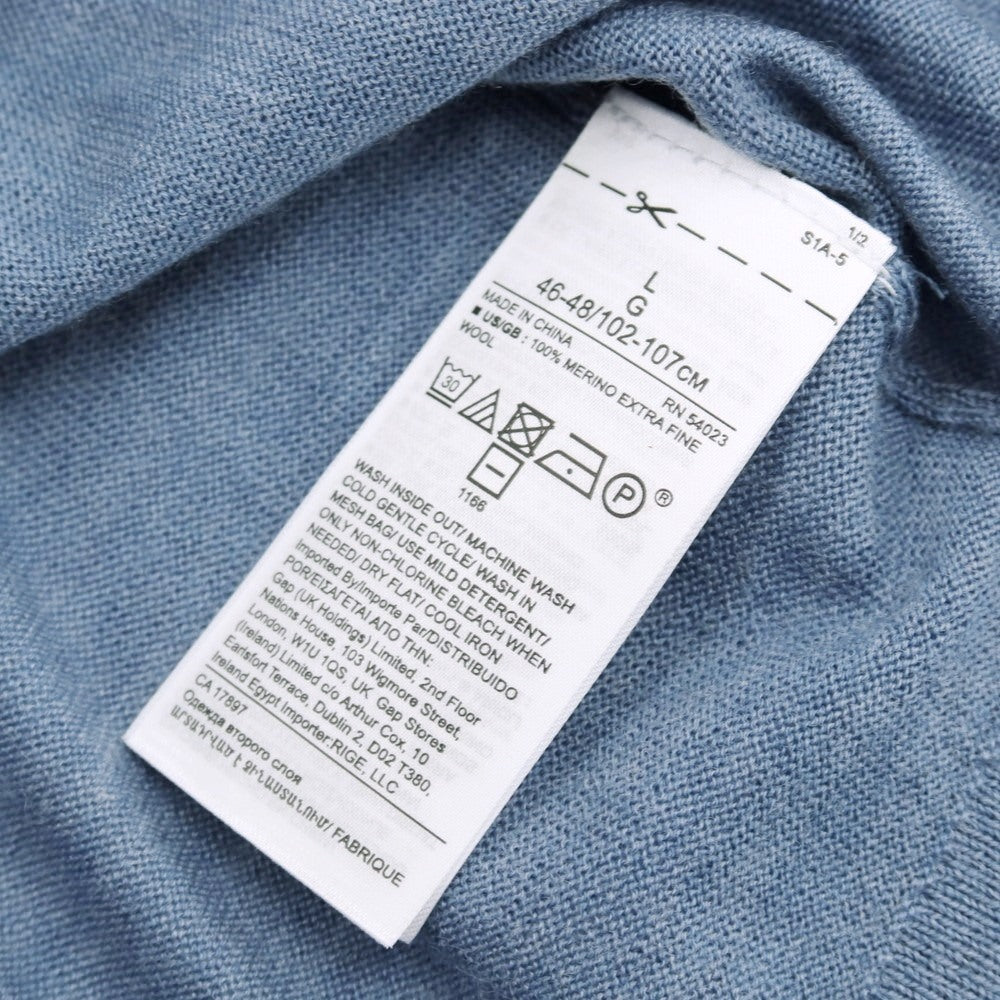 1/2
S1A-5
L
G
46-48/102-107CM
MADE IN CHINA RN 54023
■ US/GB : 100% MERINO EXTRA FINE
WOOL
30
P ®
1166
WASH INSIDE OUT/ MACHINE WASH
COLD GENTLE CYCLE/ WASH IN
MESH BAG/ USE MILD DETERGENT/
ONLY NON-CHLORINE BLEACH WHEN
NEEDED/ DRY FLAT/ COOL IRON
Imported By/Importe Par/DISTRIBUIDO
POR/ΕΙΣΑΓΕΤΑΙ ΑΠΟ ΤΗΝ:
Gap (UK Holdings) Limited, 2nd Floor
Nations House, 103 Wigmore Street,
London, W1U 1QS, UK. Gap Stores
(Ireland) Limited c/o Arthur Cox, 10
Earlsfort Terrace, Dublin 2, D02 T380,
Ireland Egypt Importer:RIGE, LLC
CA 17897
Одежда второго слоя
ԱՐՏԱԴՐՎԱԾ Է ՉԻՆԱՍՏԱՆՈՒՄ/ FABRIQUE